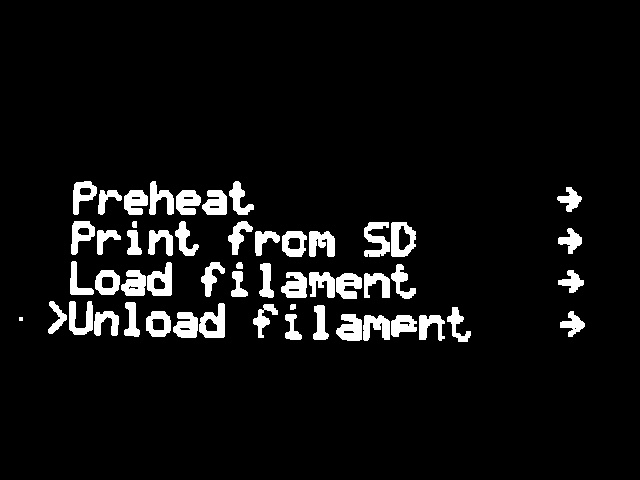 Preheat →
Print from SD →
Load filament →
>Unload filament →